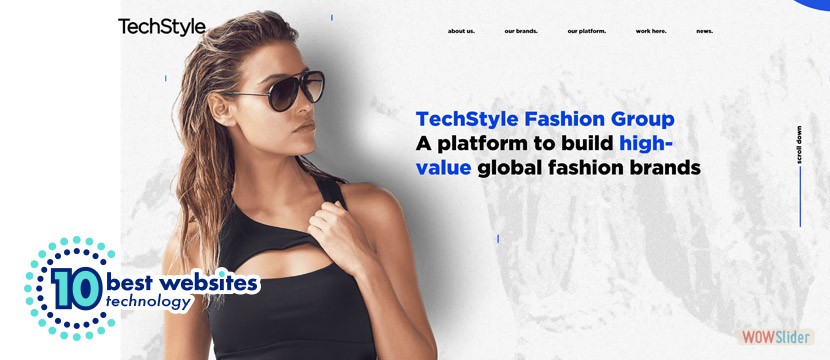 TechStyle
about us. our brands. our platform. work here. news.
TechStyle Fashion Group
A platform to build high-
value global fashion brands
scroll down
10 best websites
technology
WOWSlider